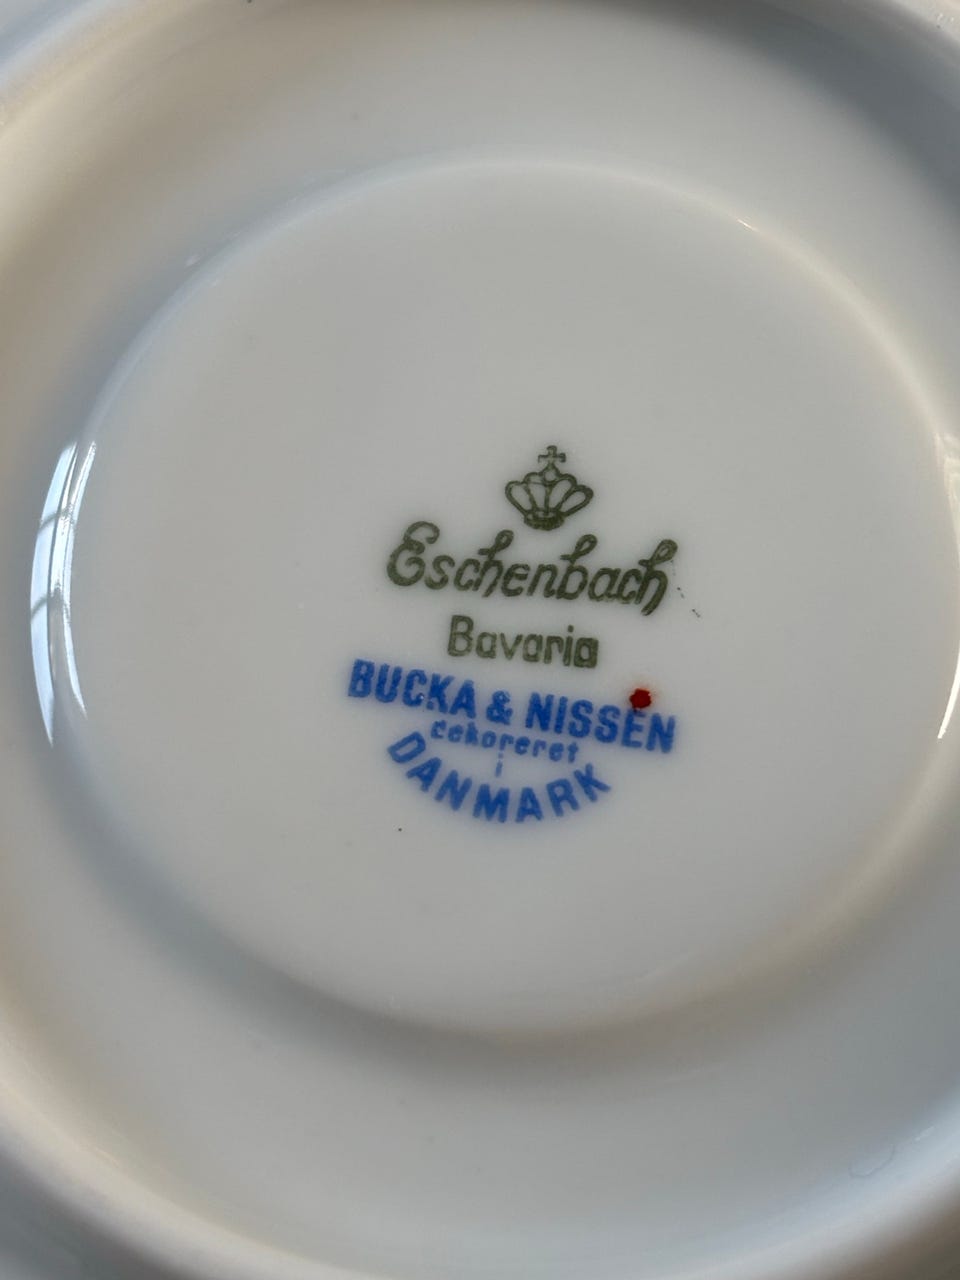 Eschenbach
Bavaria
BUCKA & NISSEN
dekoreret
i
DANMARK